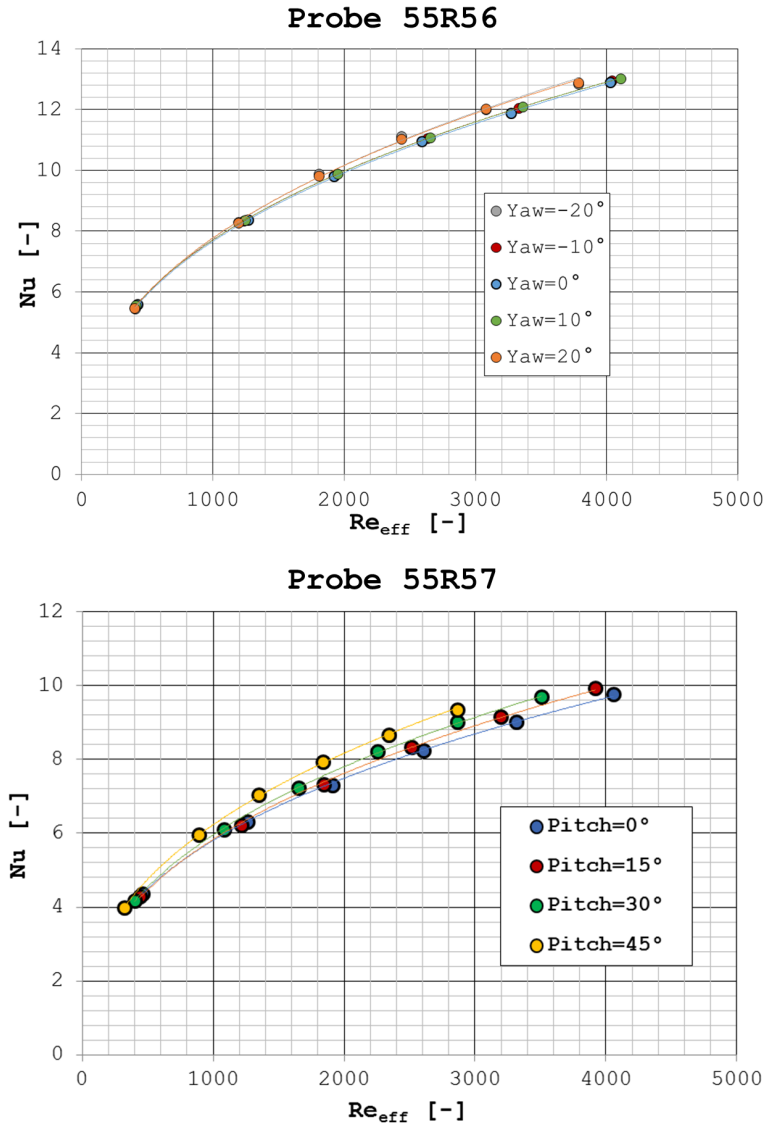 Probe 55R56
14
12
10
8
6
4
2
0
Nu [-]
Yaw=-20°
Yaw=-10°
Yaw=0°
Yaw=10°
Yaw=20°
0 1000 2000 3000 4000 5000
Reeff [-]
Probe 55R57
12
10
8
6
4
2
0
Nu [-]
Pitch=0°
Pitch=15°
Pitch=30°
Pitch=45°
0 1000 2000 3000 4000 5000
Reeff [-]